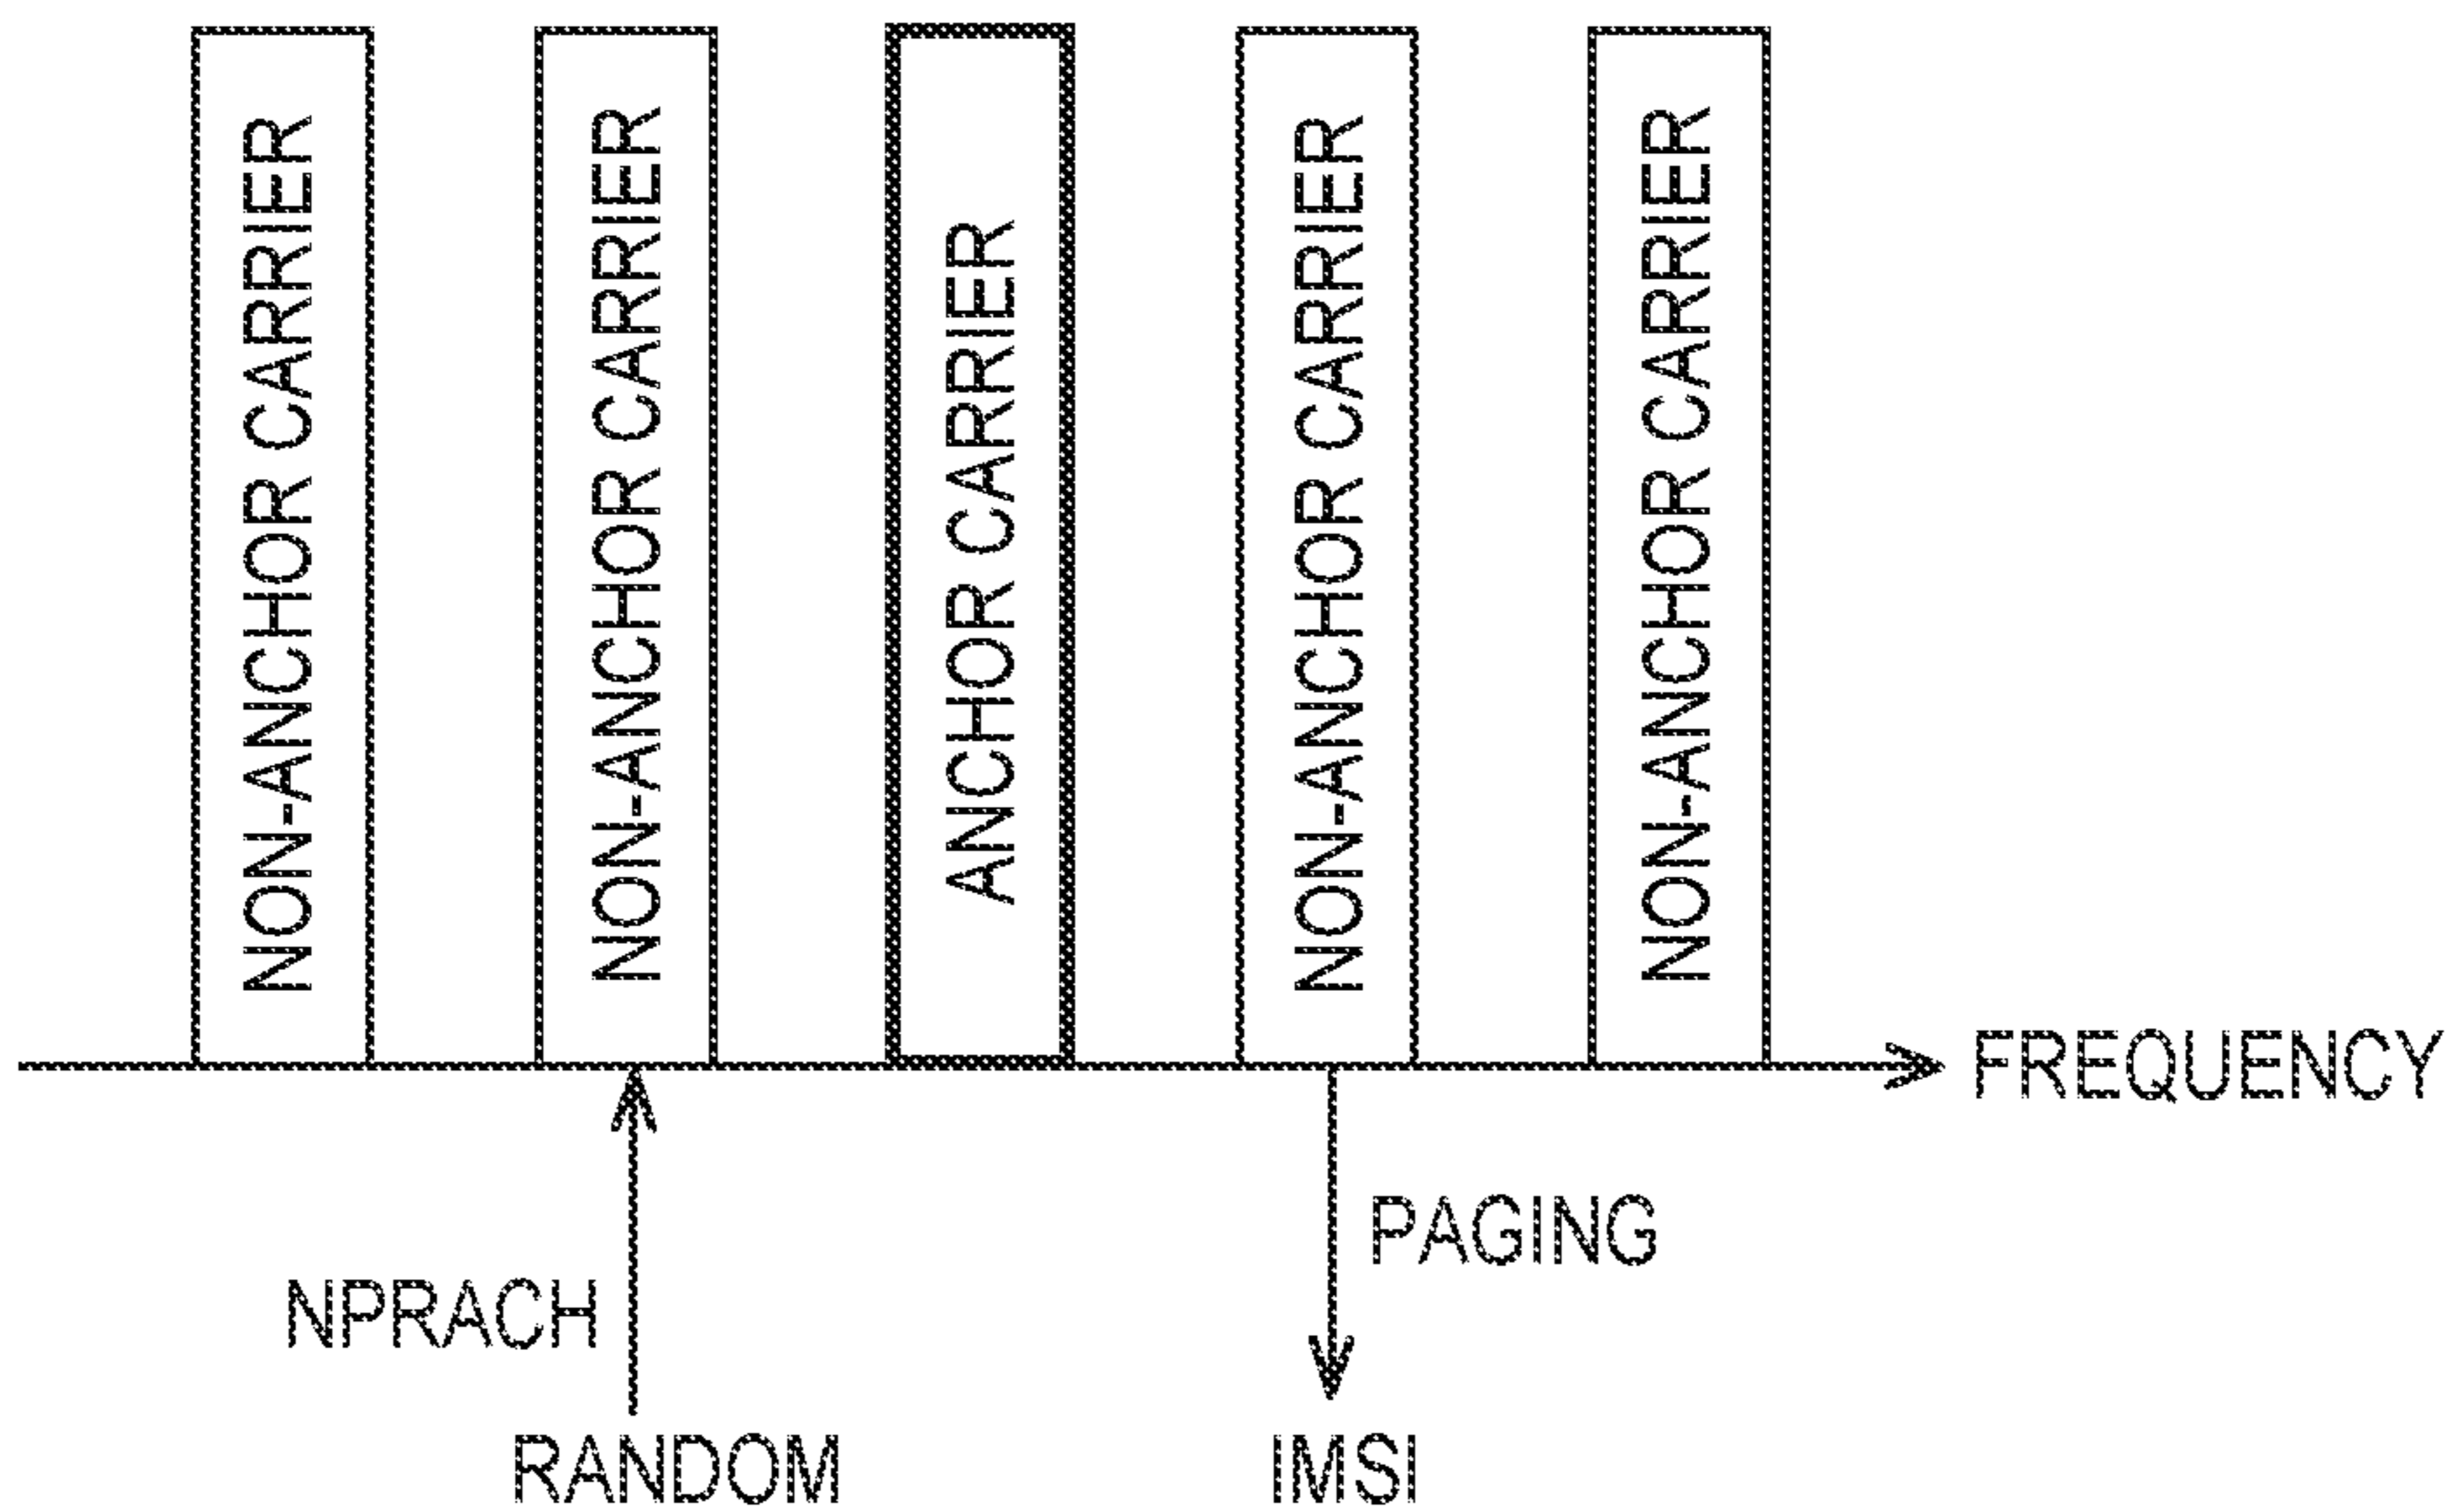 NON-ANCHOR CARRIER
NON-ANCHOR CARRIER
ANCHOR CARRIER
NON-ANCHOR CARRIER
NON-ANCHOR CARRIER
FREQUENCY
NPRACH
PAGING
RANDOM
IMSI